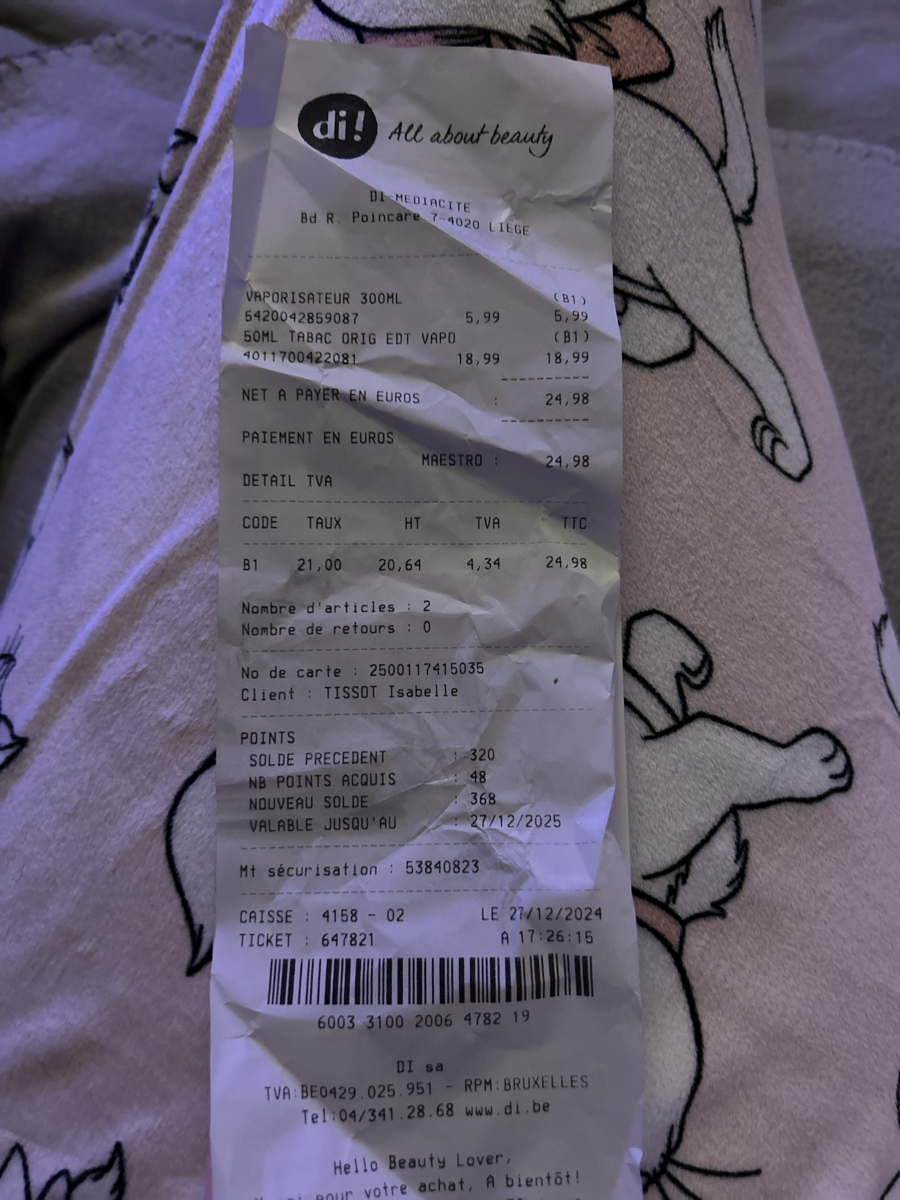 di! All about beauty
DI MEDIACITE
Bd R. Poincare 7-4020 LIEGE
VAPORISATEUR 300ML (B1)
5420042859087 5,99 5,99
50ML TABAC ORIG EDT VAPO (B1)
4011700422081 18,99 18,99
NET A PAYER EN EUROS : 24,98
PAIEMENT EN EUROS
MAESTRO : 24,98
DETAIL TVA
CODE TAUX HT TVA TTC
B1 21,00 20,64 4,34 24,98
Nombre d'articles : 2
Nombre de retours : 0
No de carte : 2500117415035
Client : TISSOT Isabelle
POINTS
SOLDE PRECEDENT : 320
NB POINTS ACQUIS : 48
NOUVEAU SOLDE : 368
VALABLE JUSQU'AU : 27/12/2025
Mt sécurisation : 53840823
CAISSE : 4158 - 02 LE 27/12/2024
TICKET : 647821 A 17:26:15
6003 3100 2006 4782 19
DI sa
TVA:BE0429.025.951 - RPM:BRUXELLES
Tel:04/341.28.68 www.di.be
Hello Beauty Lover,
pour votre achat, A bientôt!